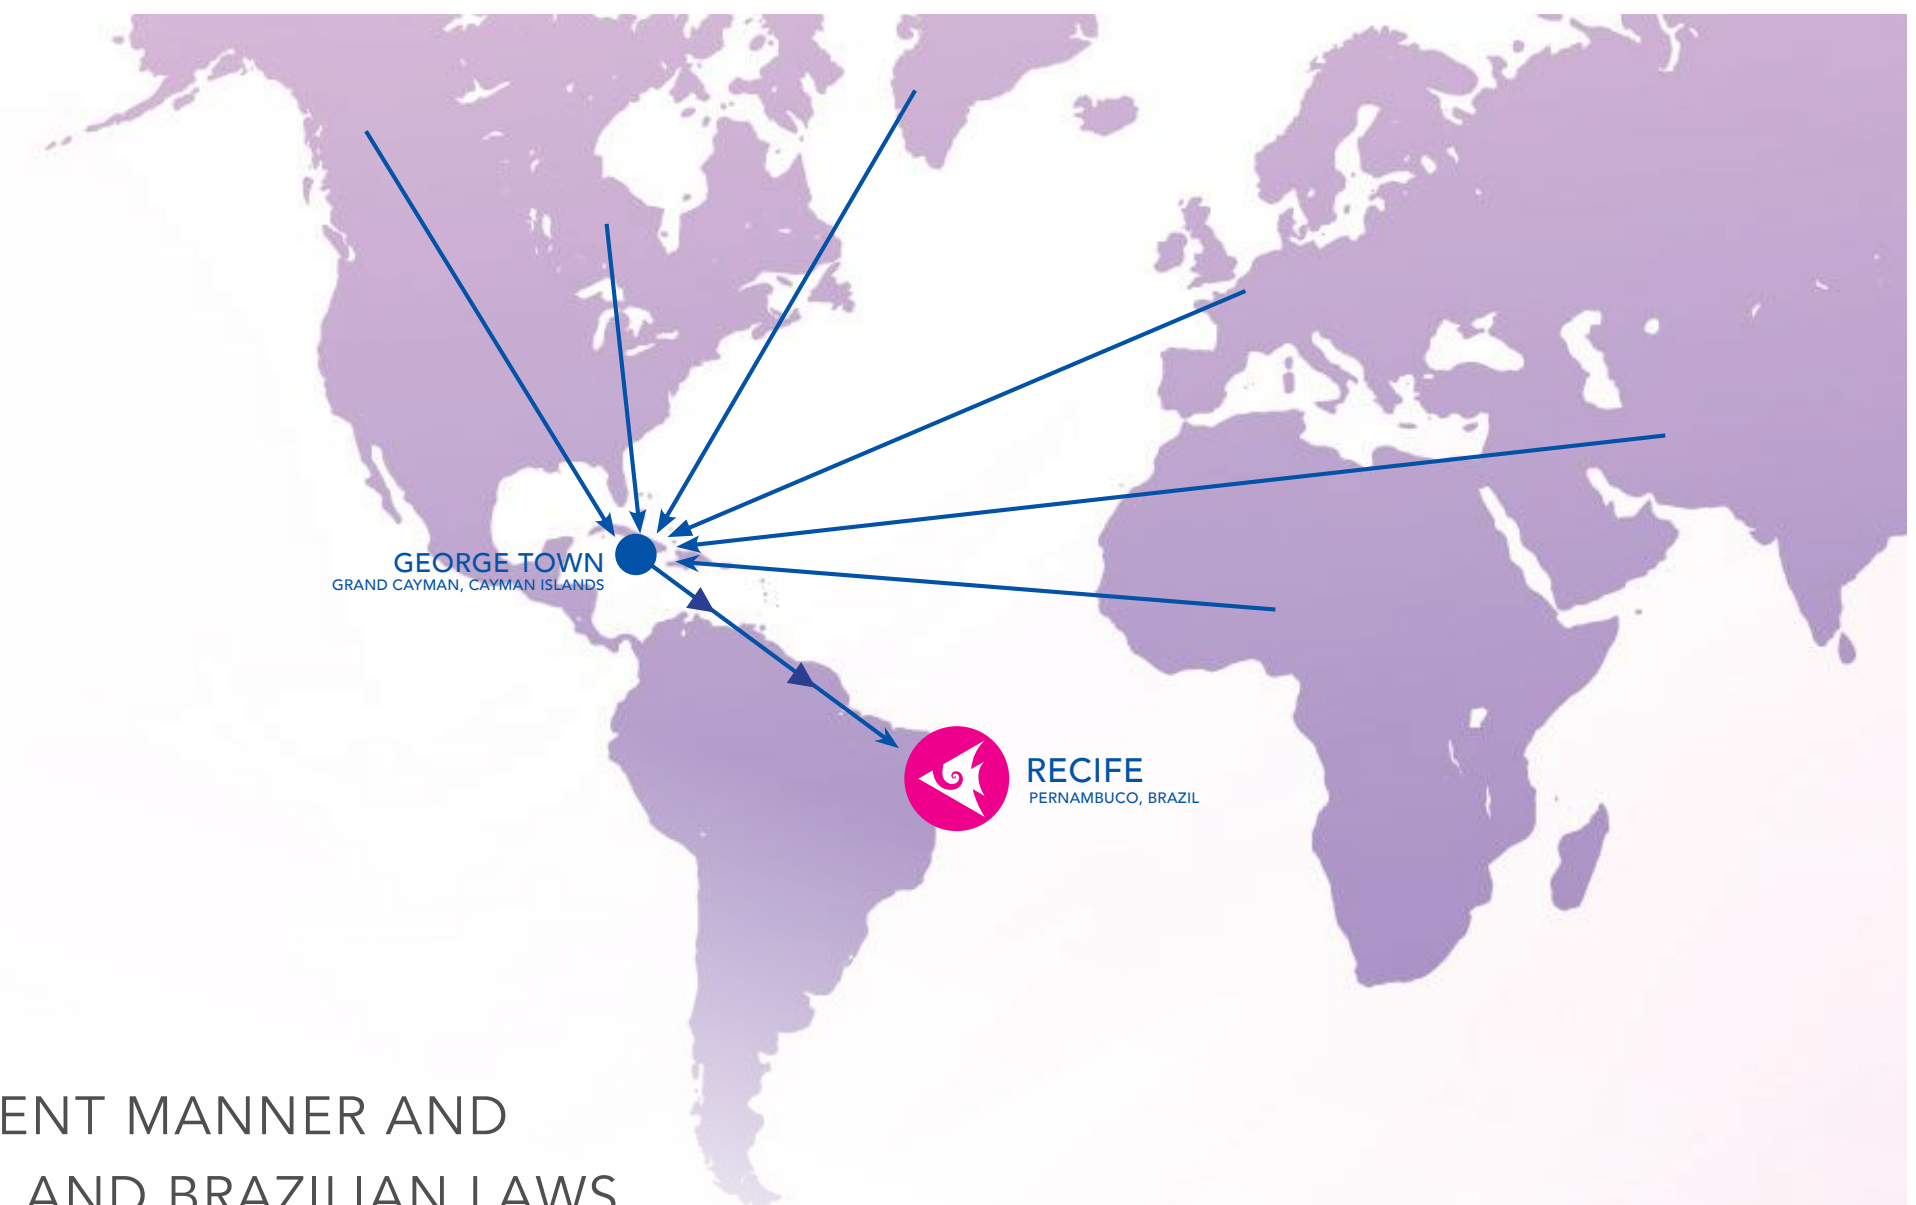 GEORGE TOWN
GRAND CAYMAN, CAYMAN ISLANDS
RECIFE
PERNAMBUCO, BRAZIL
ENT MANNER AND
AND BRAZILIAN LAWS